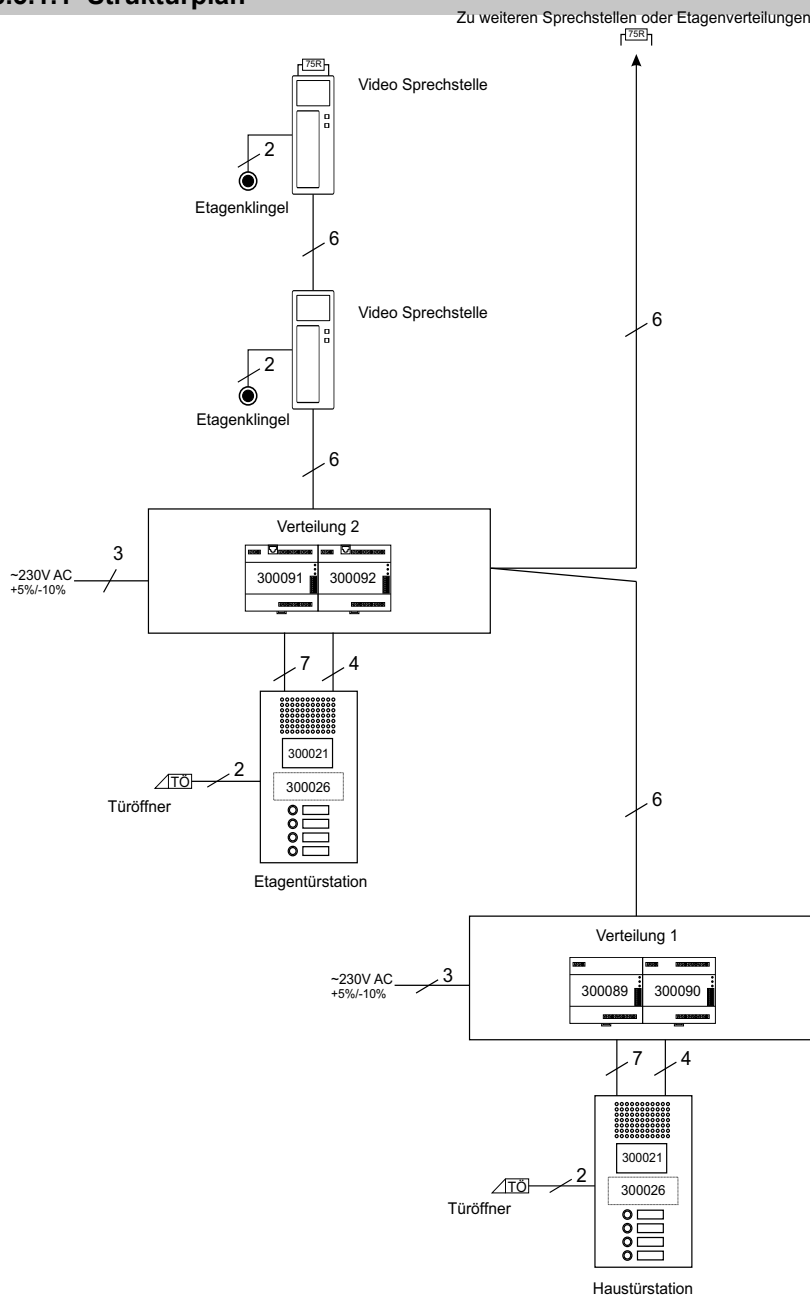 Strukturplan
Zu weiteren Sprechstellen oder Etagenverteilungen
75R
75R
Video Sprechstelle
2
Etagenklingel
6
Video Sprechstelle
6
2
Etagenklingel
6
Verteilung 2
3
~230V AC
+5%/-10%
300091 300092
7 4
300021
2
TÖ
300026
Türöffner
6
Etagentürstation
Verteilung 1
3
~230V AC
+5%/-10%
300089 300090
7 4
300021
2
TÖ
300026
Türöffner
Haustürstation